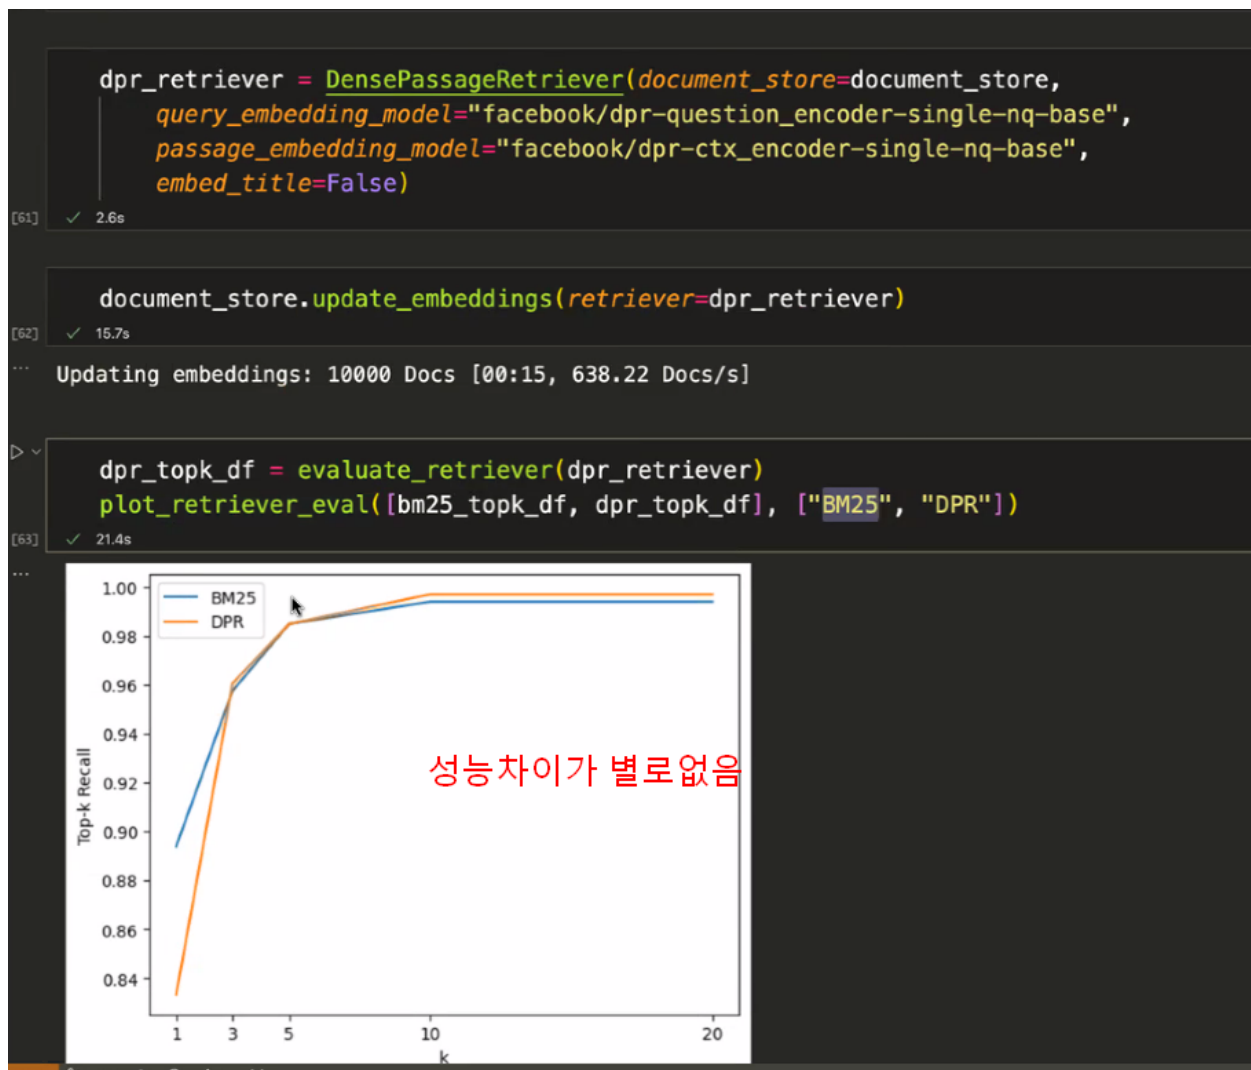 dpr_retriever = DensePassageRetriever(document_store=document_store,
query_embedding_model="facebook/dpr-question_encoder-single-nq-base",
passage_embedding_model="facebook/dpr-ctx_encoder-single-nq-base",
embed_title=False)
[61] ✓ 2.6s
document_store.update_embeddings(retriever=dpr_retriever)
[62] ✓ 15.7s
... Updating embeddings: 10000 Docs [00:15, 638.22 Docs/s]
dpr_topk_df = evaluate_retriever(dpr_retriever)
plot_retriever_eval([bm25_topk_df, dpr_topk_df], ["BM25", "DPR"])
[63] ✓ 21.4s
...
BM25
DPR
1.00
0.98
0.96
0.94
0.92
0.90
0.88
0.86
0.84
Top-k Recall
성능차이가 별로없음
1 3 5 10 20
k